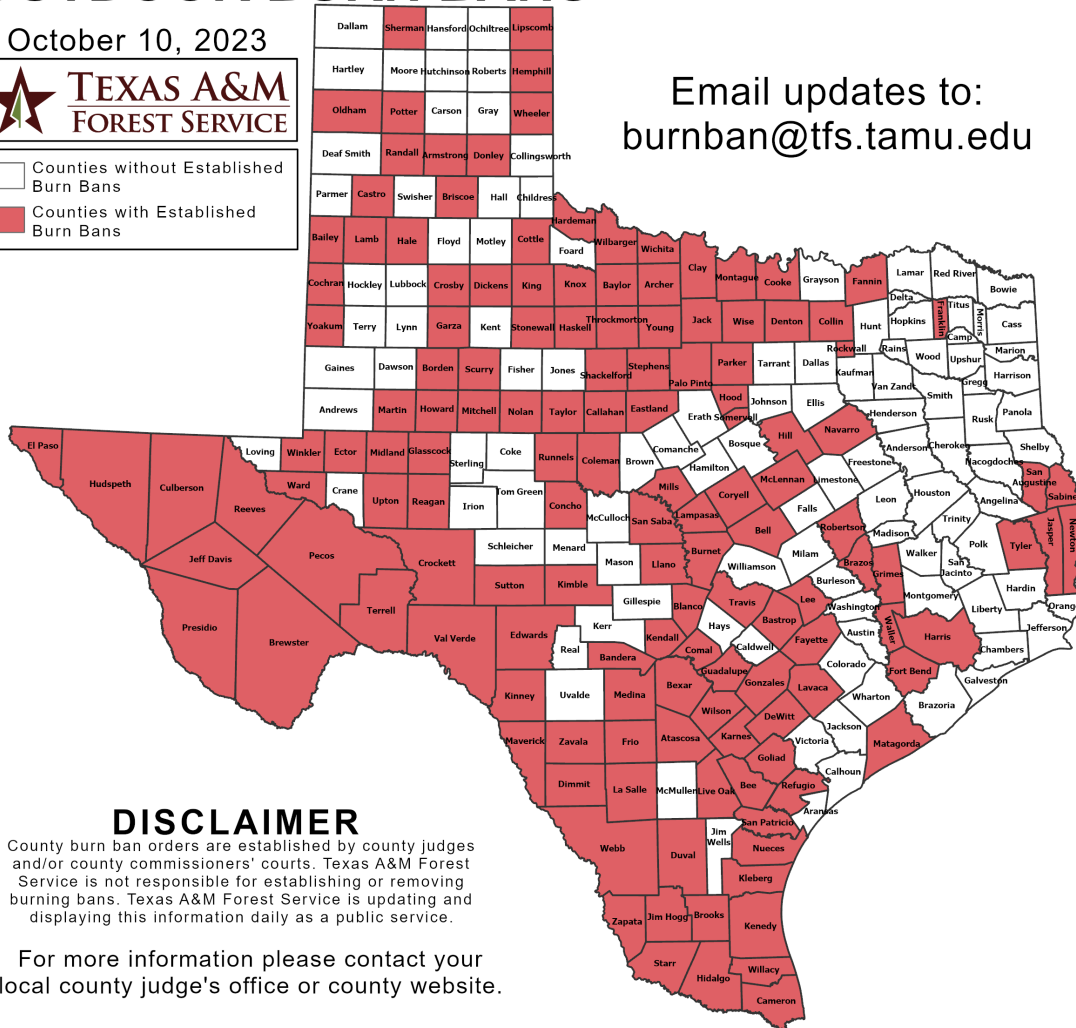 October 10, 2023
TEXAS A&M
FOREST SERVICE
Counties without Established
Burn Bans
Counties with Established
Burn Bans
Email updates to:
burnban@tfs.tamu.edu
Dallam Sherman Hansford Ochiltree Lipscomb
Hartley Moore Hutchinson Roberts Hemphill
Oldham Potter Carson Gray Wheeler
Deaf Smith Randall Armstrong Donley Collingsworth
Parmer Castro Swisher Briscoe Hall Childress
Hardeman
Bailey Lamb Hale Floyd Motley Cottle Foard Wilbarger Wichita
Clay Montague Cooke Grayson Fannin Lamar Red River Bowie
Cochran Hockley Lubbock Crosby Dickens King Knox Baylor Archer
Delta Franklin Titus Morris
Yoakum Terry Lynn Garza Kent Stonewall Haskell Throckmorton Young Jack Wise Denton Collin Hunt Hopkins Camp Cass
Rockwall Rains Wood Upshur Marion
Gaines Dawson Borden Scurry Fisher Jones Shackelford Stephens Palo Pinto Parker Tarrant Dallas Kaufman Van Zandt Gregg Harrison
Andrews Martin Howard Mitchell Nolan Taylor Callahan Eastland Erath Hood Somervell Johnson Ellis Henderson Smith Rusk Panola
El Paso Hudspeth Culberson Reeves Loving Winkler Ector Midland Glasscock Sterling Coke Runnels Coleman Brown Comanche Hamilton Bosque Hill Navarro Freestone Anderson Cherokee Nacogdoches Shelby
Ward Crane Upton Reagan Irion Tom Green Concho McCulloch San Saba Mills Lampasas Coryell McLennan Limestone Falls Leon Houston Angelina San Augustine Sabine
Jeff Davis Pecos Crockett Schleicher Menard Mason Llano Burnet Bell Milam Robertson Madison Trinity Polk Tyler Jasper Newton
Presidio Brewster Terrell Val Verde Sutton Kimble Gillespie Blanco Williamson Travis Lee Burleson Brazos Grimes Walker San Jacinto Hardin
Edwards Real Kerr Kendall Hays Bastrop Washington Montgomery Liberty Orange
Bandera Comal Caldwell Fayette Austin Waller Harris Chambers Jefferson
Kinney Uvalde Medina Bexar Guadalupe Gonzales Lavaca Colorado Fort Bend Galveston
Maverick Zavala Frio Atascosa Wilson Karnes DeWitt Victoria Jackson Wharton Matagorda Brazoria
Dimmit La Salle McMullen Live Oak Bee Goliad Refugio Calhoun Aransas
Webb Duval Jim Wells San Patricio Nueces
Kleberg
Zapata Jim Hogg Brooks Kenedy
Starr Hidalgo Willacy
Cameron
DISCLAIMER
County burn ban orders are established by county judges
and/or county commissioners' courts. Texas A&M Forest
Service is not responsible for establishing or removing
burning bans. Texas A&M Forest Service is updating and
displaying this information daily as a public service.
For more information please contact your
local county judge's office or county website.